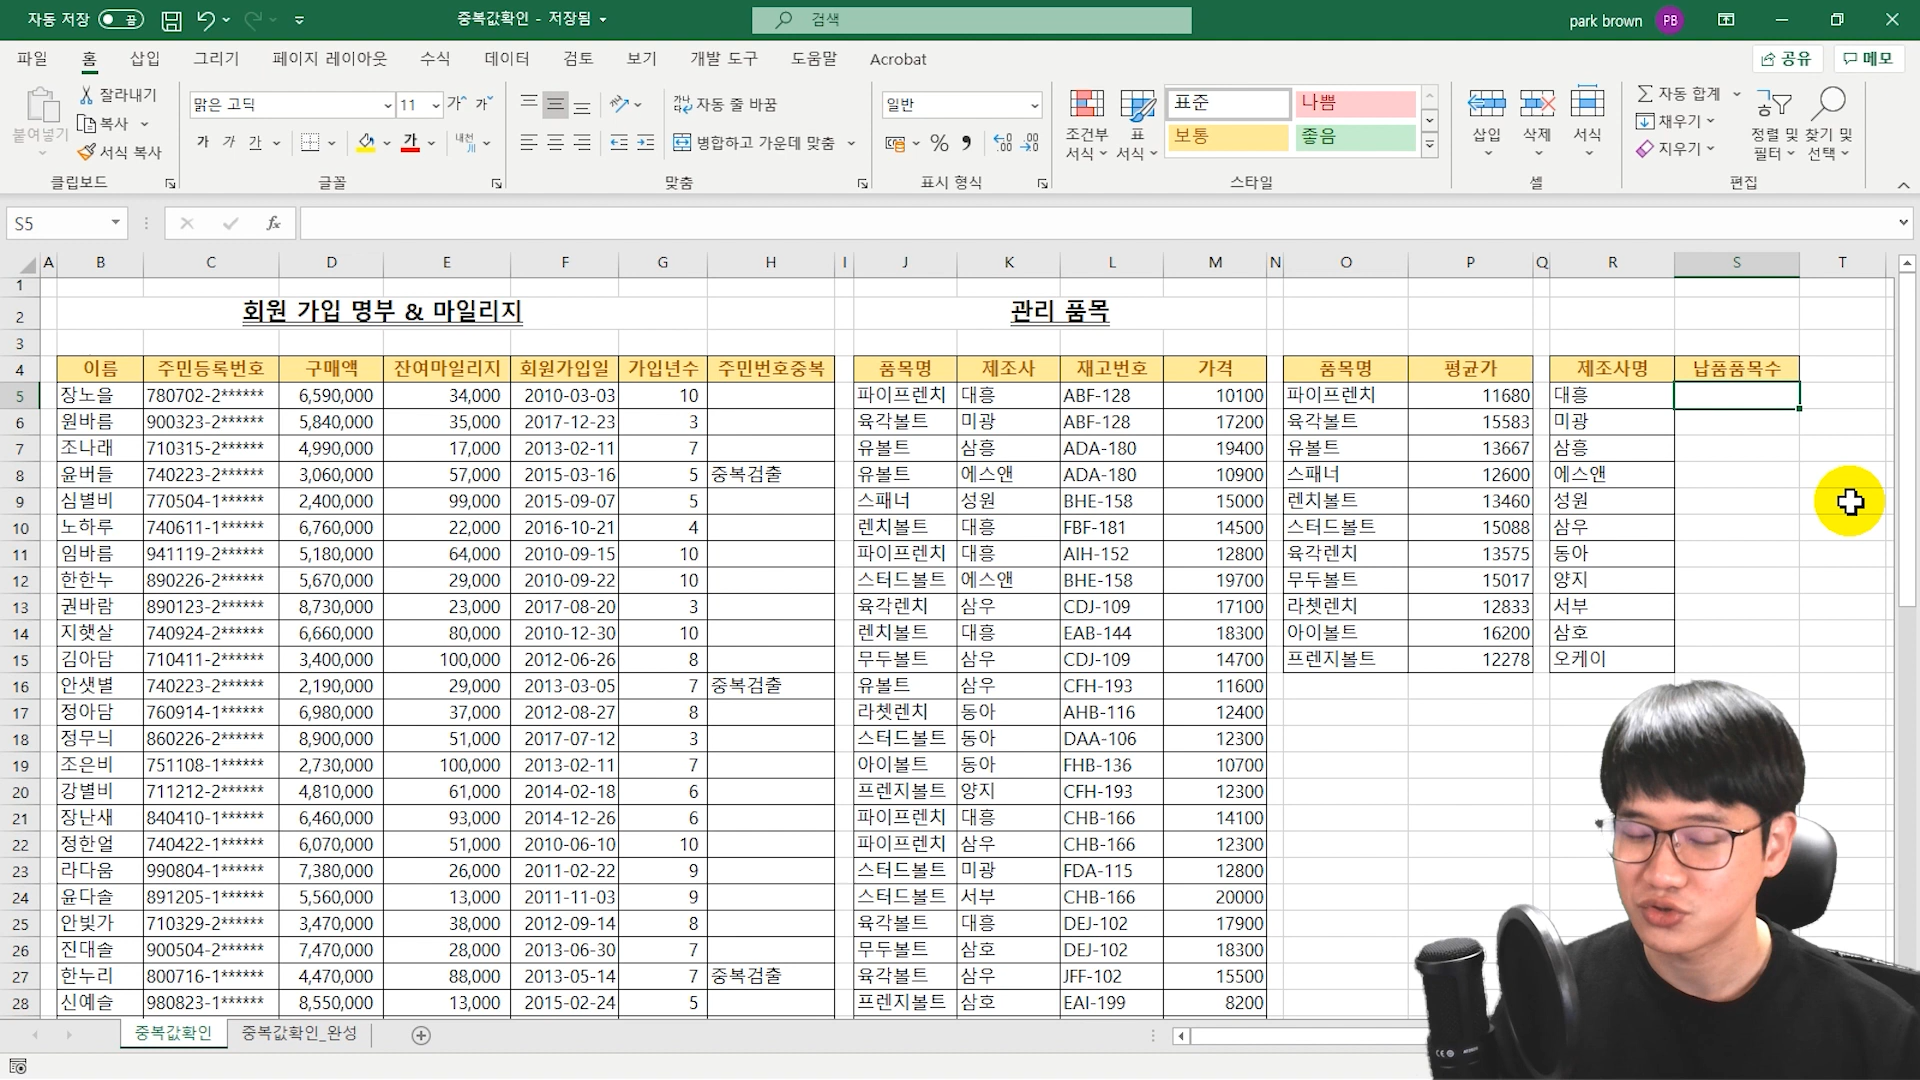 자동 저장 끔 중복값확인 - 저장됨 검색 park brown PB
파일 홈 삽입 그리기 페이지 레이아웃 수식 데이터 검토 보기 개발 도구 도움말 Acrobat 공유 메모
붙여넣기 잘라내기 복사 서식 복사 클립보드
맑은 고딕 11 가 가 가 가 가 가 내천 글꼴
자동 줄 바꿈 병합하고 가운데 맞춤 맞춤
일반 % 표시 형식
조건부 서식 표 서식 표준 나쁨 보통 좋음 스타일
삽입 삭제 서식 셀
자동 합계 채우기 지우기 정렬 및 필터 찾기 및 선택 편집
S5 fx
A B C D E F G H I J K L M N O P Q R S T
1
2 회원 가입 명부 & 마일리지 관리 품목
3
4 이름 주민등록번호 구매액 잔여마일리지 회원가입일 가입년수 주민번호중복 품목명 제조사 재고번호 가격 품목명 평균가 제조사명 납품품목수
5 장노을 780702-2****** 6,590,000 34,000 2010-03-03 10 파이프렌치 대흥 ABF-128 10100 파이프렌치 11680 대흥
6 원바름 900323-2****** 5,840,000 35,000 2017-12-23 3 육각볼트 미광 ABF-128 17200 육각볼트 15583 미광
7 조나래 710315-2****** 4,990,000 17,000 2013-02-11 7 유볼트 삼흥 ADA-180 19400 유볼트 13667 삼흥
8 윤버들 740223-2****** 3,060,000 57,000 2015-03-16 5 중복검출 유볼트 에스앤 ADA-180 10900 스패너 12600 에스앤
9 심별비 770504-1****** 2,400,000 99,000 2015-09-07 5 스패너 성원 BHE-158 15000 렌치볼트 13460 성원
10 노하루 740611-1****** 6,760,000 22,000 2016-10-21 4 렌치볼트 대흥 FBF-181 14500 스터드볼트 15088 삼우
11 임바름 941119-2****** 5,180,000 64,000 2010-09-15 10 파이프렌치 대흥 AIH-152 12800 육각렌치 13575 동아
12 한한누 890226-2****** 5,670,000 29,000 2010-09-22 10 스터드볼트 에스앤 BHE-158 19700 무두볼트 15017 양지
13 권바람 890123-2****** 8,730,000 23,000 2017-08-20 3 육각렌치 삼우 CDJ-109 17100 라쳇렌치 12833 서부
14 지햇살 740924-2****** 6,660,000 80,000 2010-12-30 10 렌치볼트 대흥 EAB-144 18300 아이볼트 16200 삼호
15 김아담 710411-2****** 3,400,000 100,000 2012-06-26 8 무두볼트 삼우 CDJ-109 14700 프렌지볼트 12278 오케이
16 안샛별 740223-2****** 2,190,000 29,000 2013-03-05 7 중복검출 유볼트 삼우 CFH-193 11600
17 정아담 760914-1****** 6,980,000 37,000 2012-08-27 8 라쳇렌치 동아 AHB-116 12400
18 정무늬 860226-2****** 8,900,000 51,000 2017-07-12 3 스터드볼트 동아 DAA-106 12300
19 조은비 751108-1****** 2,730,000 100,000 2013-02-11 7 아이볼트 동아 FHB-136 10700
20 강별비 711212-2****** 4,810,000 61,000 2014-02-18 6 프렌지볼트 양지 CFH-193 12300
21 장난새 840410-1****** 6,460,000 93,000 2014-12-26 6 파이프렌치 대흥 CHB-166 14100
22 정한얼 740422-1****** 6,070,000 51,000 2010-06-10 10 파이프렌치 삼우 CHB-166 12300
23 라다움 990804-1****** 7,380,000 26,000 2011-02-22 9 스터드볼트 미광 FDA-115 12800
24 윤다솔 891205-1****** 5,560,000 13,000 2011-11-03 9 스터드볼트 서부 CHB-166 20000
25 안빛가 710329-2****** 3,470,000 38,000 2012-09-14 8 육각볼트 대흥 DEJ-102 17900
26 진대솔 900504-2****** 7,470,000 28,000 2013-06-30 7 무두볼트 삼호 DEJ-102 18300
27 한누리 800716-1****** 4,470,000 88,000 2013-05-14 7 중복검출 육각볼트 삼우 JFF-102 15500
28 신예슬 980823-1****** 8,550,000 13,000 2015-02-24 5 프렌지볼트 삼호 EAI-199 8200
중복값확인 중복값확인_완성